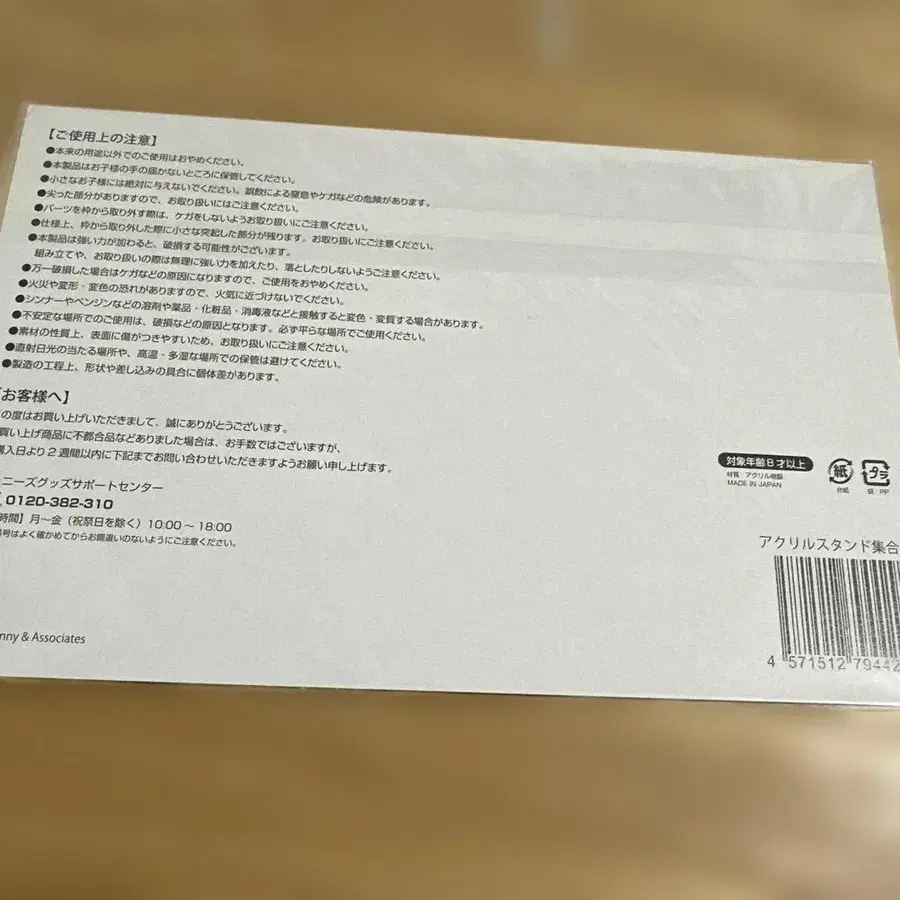 【ご使用上の注意】
●本来の用途以外でのご使用はおやめください。
●本製品はお子様の手の届かないところに保管してください。
●小さなお子様には絶対に与えないでください。誤飲による窒息やケガなどの危険があります。
●尖った部分がありますので、お取り扱いにはご注意ください。
●パーツを枠から取り外す際は、ケガをしないようお取り扱いにご注意ください。
●仕様上、枠から取り外した際に小さな突起した部分が残ります。お取り扱いにご注意ください。
●本製品は強い力が加わると、破損する可能性がございます。
組み立てや、お取り扱いの際は無理に強い力を加えたり、落としたりしないようご注意ください。
●万一破損した場合はケガなどの原因になりますので、ご使用をおやめください。
●火災や変形・変色の恐れがありますので、火気に近づけないでください。
●シンナーやベンジンなどの溶剤や薬品・化粧品・消毒液などと接触すると変色・変質する場合があります。
●不安定な場所でのご使用は、破損などの原因となります。必ず平らな場所でご使用ください。
●素材の性質上、表面に傷がつきやすいため、お取り扱いにご注意ください。
●直射日光の当たる場所や、高温・多湿な場所での保管は避けてください。
●製造の工程上、形状や差し込みの具合に個体差があります。
お客様へ】
の度はお買い上げいただきまして、誠にありがとうございます。
買い上げ商品に不都合品などありました場合は、お手数ではございますが、
購入日より2週間以内に下記までお問い合わせいただきますようお願い申し上げます。
ニーズグッズサポートセンター
0120-382-310
時間】月〜金（祝祭日を除く）10:00〜18:00
番号はよく確かめてからお間違いのないようにご注意ください。
nny & Associates
対象年齢8才以上
材質:アクリル樹脂
MADE IN JAPAN
紙
台紙
プラ
袋 PP
アクリルスタンド集合
4 571512 79442